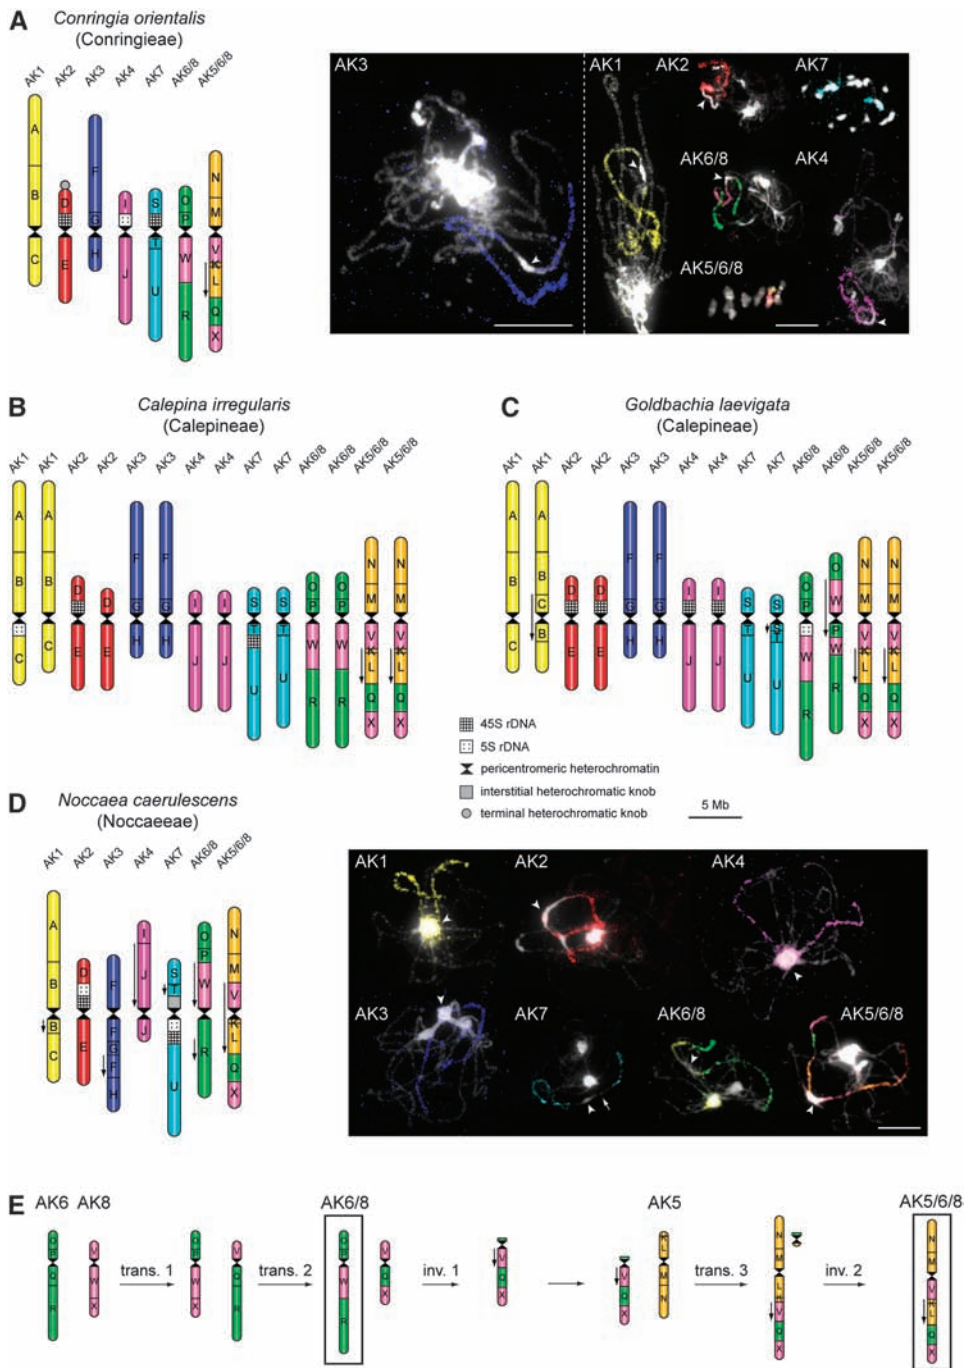 A
Conringia orientalis
(Conringieae)
AK1 AK2 AK3 AK4 AK7 AK6/8 AK5/6/8
A B C
D E
F G H
I J
S T U
O P W R
N M V K L Q X
AK3
AK1
AK2
AK7
AK6/8
AK4
AK5/6/8
B
Calepina irregularis
(Calepineae)
AK1 AK1 AK2 AK2 AK3 AK3 AK4 AK4 AK7 AK7 AK6/8 AK6/8 AK5/6/8 AK5/6/8
A B C
A B C
D E
D E
F G H
F G H
I J
I J
S T U
S T U
O P W R
O P W R
N M V K L Q X
N M V K L Q X
C
Goldbachia laevigata
(Calepineae)
AK1 AK1 AK2 AK2 AK3 AK3 AK4 AK4 AK7 AK7 AK6/8 AK6/8 AK5/6/8 AK5/6/8
A B C
A B C B
D E
D E
F G H
F G H
I J
I J
S T U
S S T U
O P W R
O W P W R
N M V K L Q X
N M V K L Q X
45S rDNA
5S rDNA
pericentromeric heterochromatin
interstitial heterochromatic knob
terminal heterochromatic knob
5 Mb
D
Noccaea caerulescens
(Noccaeeae)
AK1 AK2 AK3 AK4 AK7 AK6/8 AK5/6/8
A B B C
D E
F F G F H
I J J
S T U
O P W R
N M V K L Q X
AK1
AK2
AK4
AK3
AK7
AK6/8
AK5/6/8
E
AK6 AK8
AK6/8
AK5
AK5/6/8
trans. 1
trans. 2
inv. 1
trans. 3
inv. 2